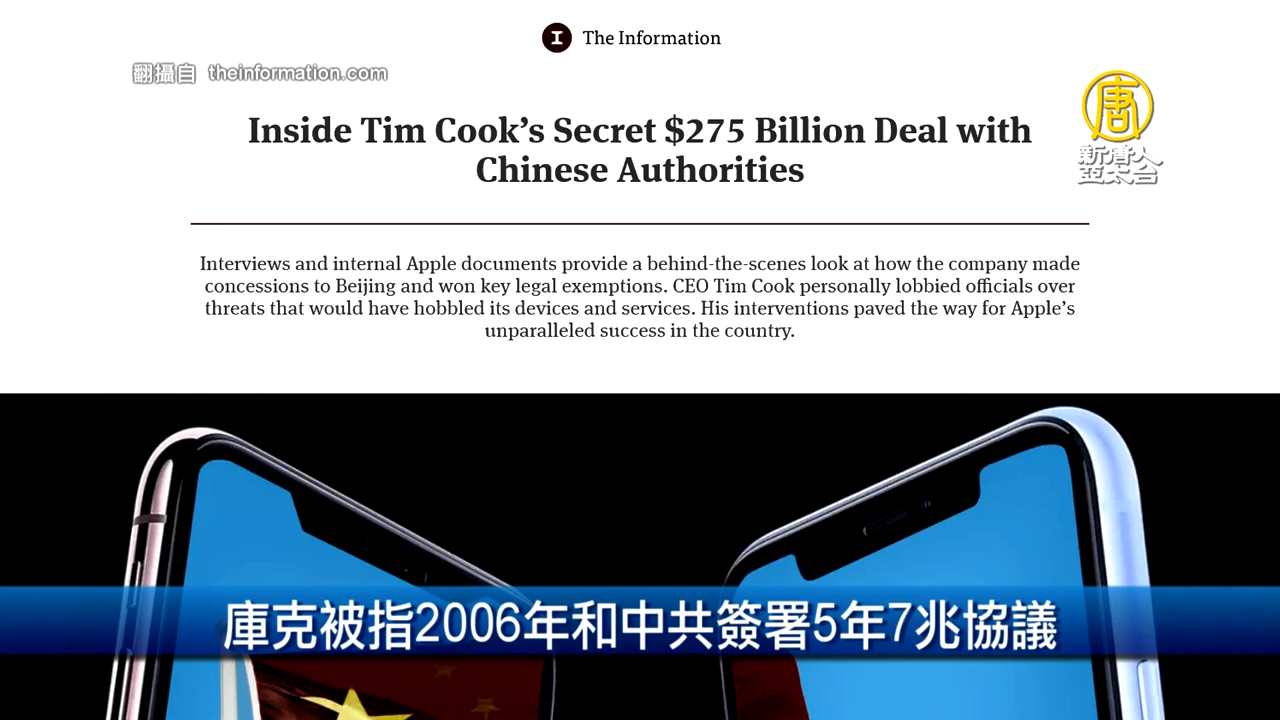 The Information
翻攝自 theinformation.com
唐
新唐人
亞太台
Inside Tim Cook’s Secret $275 Billion Deal with
Chinese Authorities
Interviews and internal Apple documents provide a behind-the-scenes look at how the company made
concessions to Beijing and won key legal exemptions. CEO Tim Cook personally lobbied officials over
threats that would have hobbled its devices and services. His interventions paved the way for Apple’s
unparalleled success in the country.
庫克被指2006年和中共簽署5年7兆協議